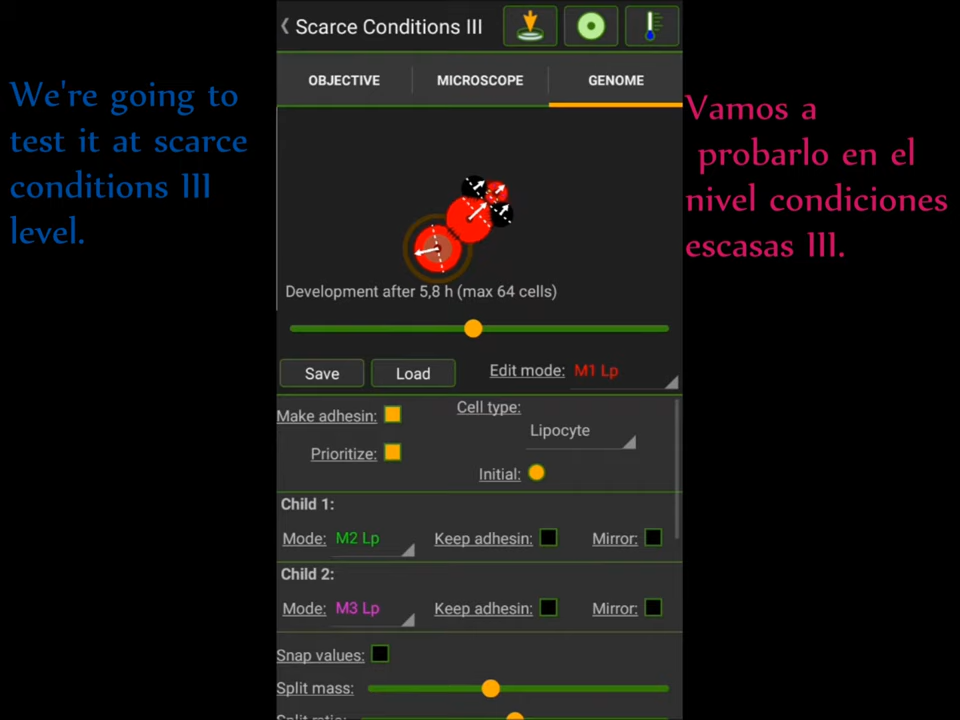 Scarce Conditions III
OBJECTIVE
MICROSCOPE
GENOME
We're going to
test it at scarce
conditions III
level.
Vamos a
probarlo en el
nivel condiciones
escasas III.
Development after 5,8 h (max 64 cells)
Save
Load
Edit mode: M1 Lp
Make adhesin:
Cell type:
Lipocyte
Prioritize:
Initial:
Child 1:
Mode: M2 Lp Keep adhesin: Mirror:
Child 2:
Mode: M3 Lp Keep adhesin: Mirror:
Snap values:
Split mass:
Split ratio: